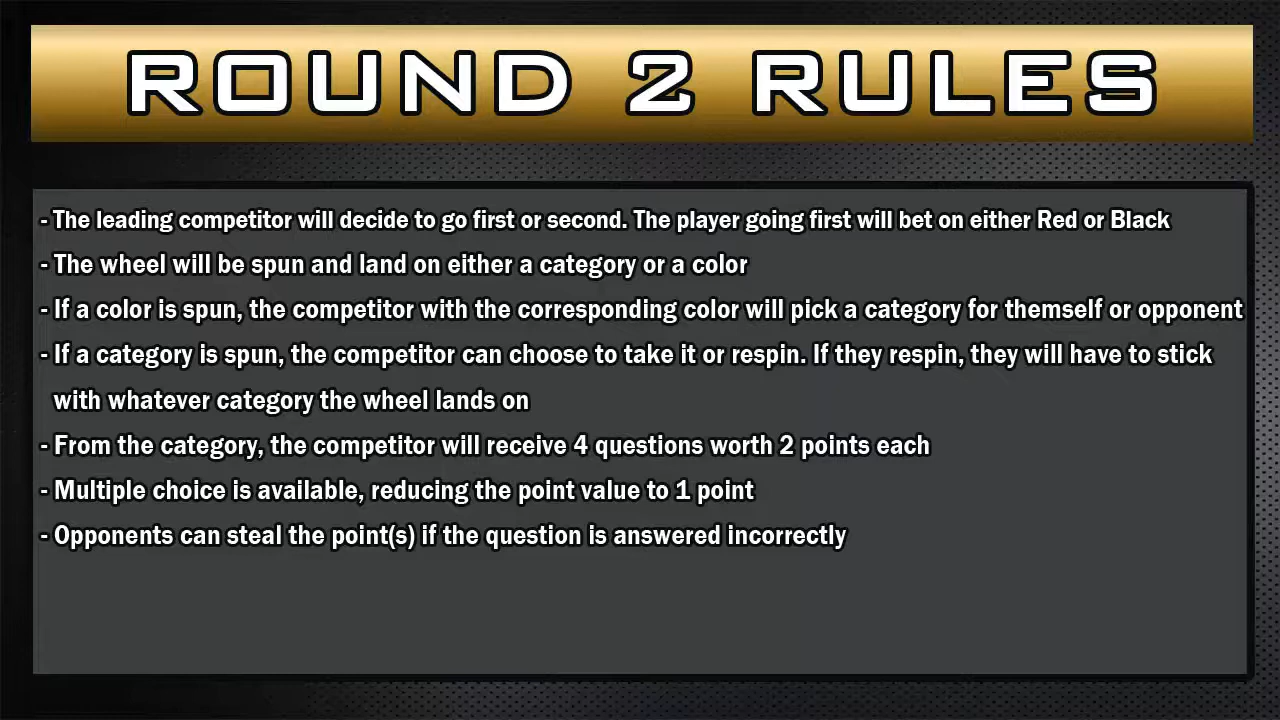 ROUND 2 RULES
- The leading competitor will decide to go first or second. The player going first will bet on either Red or Black
- The wheel will be spun and land on either a category or a color
- If a color is spun, the competitor with the corresponding color will pick a category for themself or opponent
- If a category is spun, the competitor can choose to take it or respin. If they respin, they will have to stick
with whatever category the wheel lands on
- From the category, the competitor will receive 4 questions worth 2 points each
- Multiple choice is available, reducing the point value to 1 point
- Opponents can steal the point(s) if the question is answered incorrectly